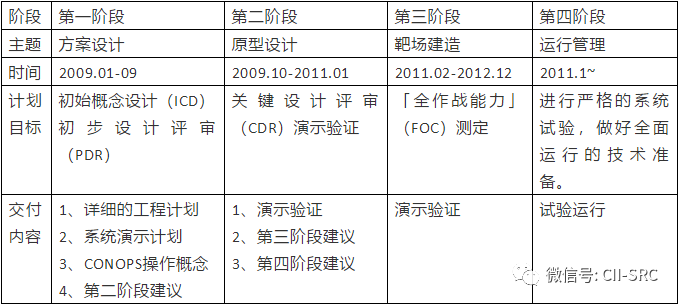 阶段 第一阶段 第二阶段 第三阶段 第四阶段
主题 方案设计 原型设计 靶场建造 运行管理
时间 2009.01-09 2009.10-2011.01 2011.02-2012.12 2011.1~
计划
目标
初始概念设计（ICD）
初步设计评审
（PDR）
关键设计评审
（CDR）演示验证
「全作战能力」
（FOC）测定
进行严格的系统
试验，做好全面
运行的技术准
备。
交付
内容
1、详细的工程计划
2、系统演示计划
3、CONOPS操作概念
4、第二阶段建议
1、演示验证
2、第三阶段建议
3、第四阶段建议
演示验证
试验运行
微信号: CII-SRC